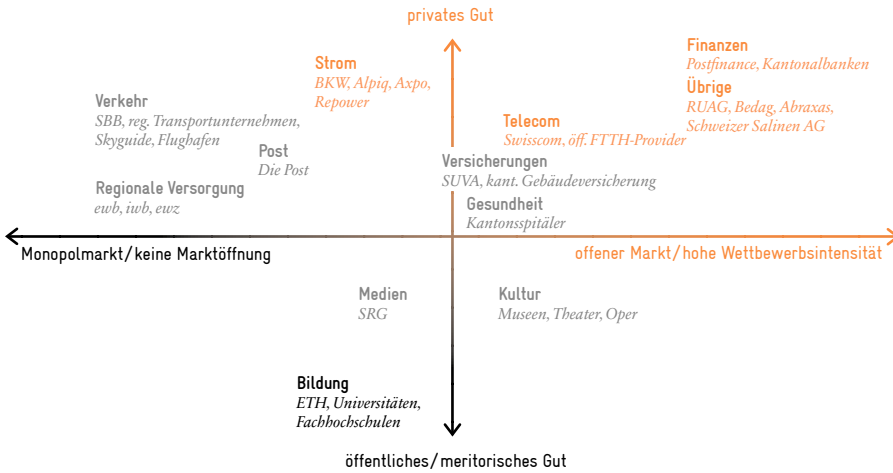 privates Gut
Finanzen
Postfinance, Kantonalbanken
Übrige
RUAG, Bedag, Abraxas,
Schweizer Salinen AG
Strom
BKW, Alpiq, Axpo,
Repower
Verkehr
SBB, reg. Transportunternehmen,
Skyguide, Flughafen
Telecom
Swisscom, öff. FTTH-Provider
Post
Die Post
Versicherungen
SUVA, kant. Gebäudeversicherung
Regionale Versorgung
ewb, iwb, ewz
Gesundheit
Kantonsspitäler
Monopolmarkt/keine Marktöffnung
offener Markt/hohe Wettbewerbsintensität
Medien
SRG
Kultur
Museen, Theater, Oper
Bildung
ETH, Universitäten,
Fachhochschulen
öffentliches/meritorisches Gut